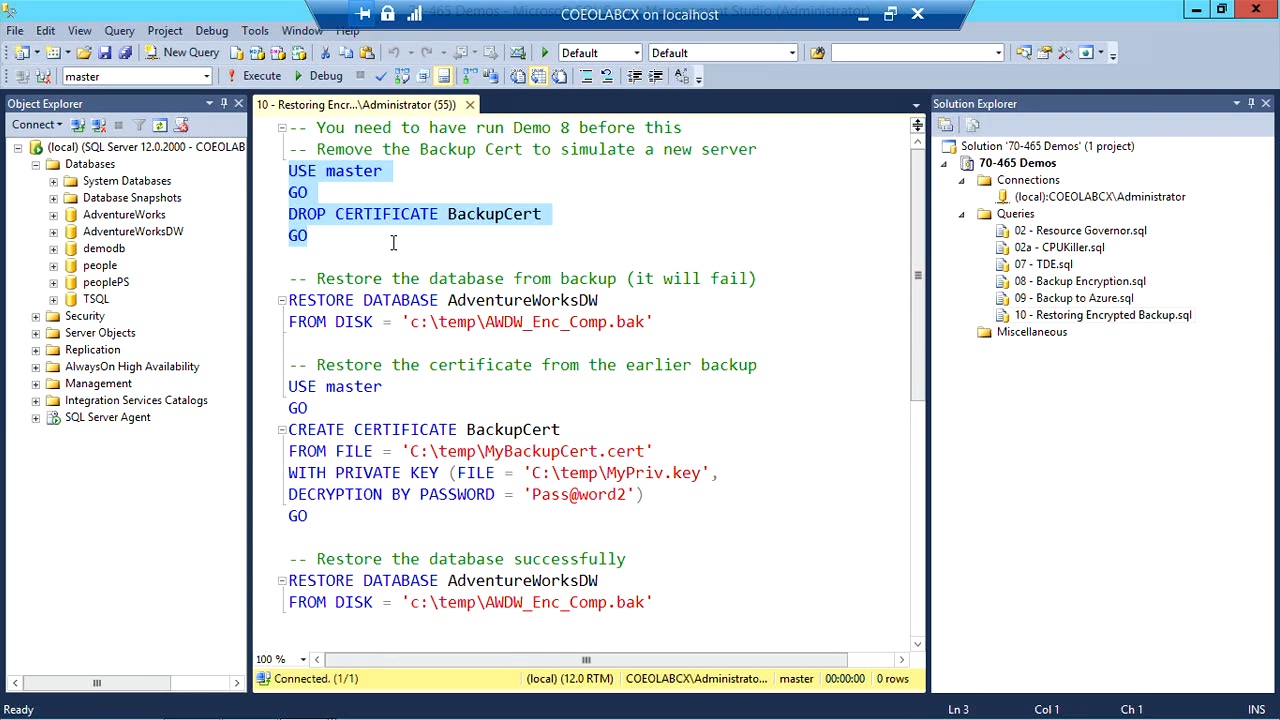 70-465 Demos - Micros
Management Studio (Administrator)
COEOLABCX on localhost
File Edit View Query Project Debug Tools Window Help
New Query
Default
Default
master
Execute
Debug
Object Explorer
Connect
(local) (SQL Server 12.0.2000 - COEOLAB
Databases
System Databases
Database Snapshots
AdventureWorks
AdventureWorksDW
demodb
people
peoplePS
TSQL
Security
Server Objects
Replication
AlwaysOn High Availability
Management
Integration Services Catalogs
SQL Server Agent
10 - Restoring Encr...\Administrator (55))
-- You need to have run Demo 8 before this
-- Remove the Backup Cert to simulate a new server
USE master
GO
DROP CERTIFICATE BackupCert
GO
-- Restore the database from backup (it will fail)
RESTORE DATABASE AdventureWorksDW
FROM DISK = 'c:\temp\AWDW_Enc_Comp.bak'
-- Restore the certificate from the earlier backup
USE master
GO
CREATE CERTIFICATE BackupCert
FROM FILE = 'C:\temp\MyBackupCert.cert'
WITH PRIVATE KEY (FILE = 'C:\temp\MyPriv.key',
DECRYPTION BY PASSWORD = 'Pass@word2')
GO
-- Restore the database successfully
RESTORE DATABASE AdventureWorksDW
FROM DISK = 'c:\temp\AWDW_Enc_Comp.bak'
100 %
Connected. (1/1)
(local) (12.0 RTM)
COEOLABCX\Administrato...
master
00:00:00
0 rows
Solution Explorer
Solution '70-465 Demos' (1 project)
70-465 Demos
Connections
(local):COEOLABCX\Administrator
Queries
02 - Resource Governor.sql
02a - CPUKiller.sql
07 - TDE.sql
08 - Backup Encryption.sql
09 - Backup to Azure.sql
10 - Restoring Encrypted Backup.sql
Miscellaneous
Ready
Ln 3
Col 1
Ch 1
INS